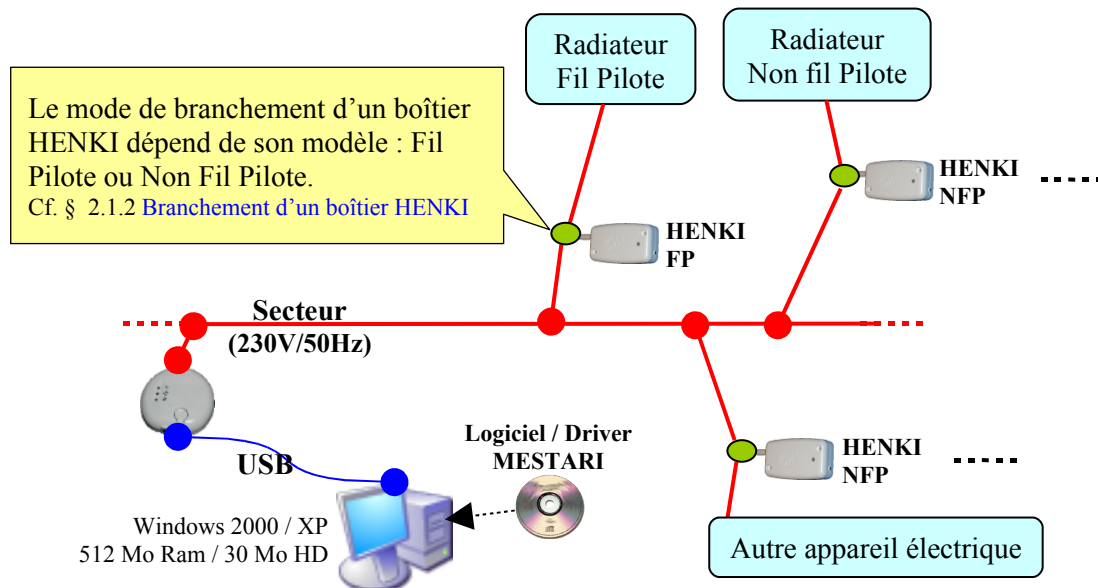 Radiateur
Fil Pilote
Radiateur
Non fil Pilote
Le mode de branchement d’un boîtier
HENKI dépend de son modèle : Fil
Pilote ou Non Fil Pilote.
Cf. § 2.1.2 Branchement d’un boîtier HENKI
HENKI
NFP
HENKI
FP
Secteur
(230V/50Hz)
Logiciel / Driver
MESTARI
HENKI
NFP
USB
Windows 2000 / XP
512 Mo Ram / 30 Mo HD
Autre appareil électrique